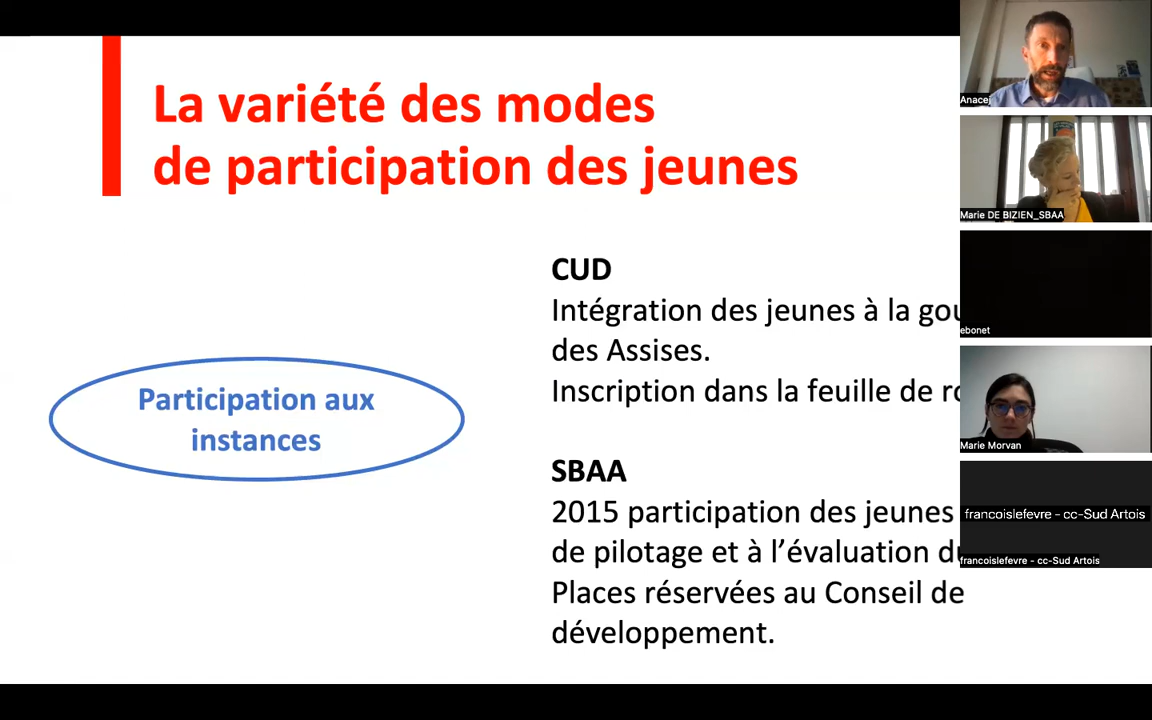 La variété des modes
de participation des jeunes
Participation aux
instances
CUD
Intégration des jeunes à la
des Assises.
Inscription dans la feuille de
SBAA
2015 participation des jeunes
de pilotage et à l’évaluation
Places réservées au Conseil de
développement.
Anacej
Marie DE BIZIEN_SBAA
ebonet
Marie Morvan
francoislefevre - cc-Sud Artois
francoislefevre - cc-Sud Artois